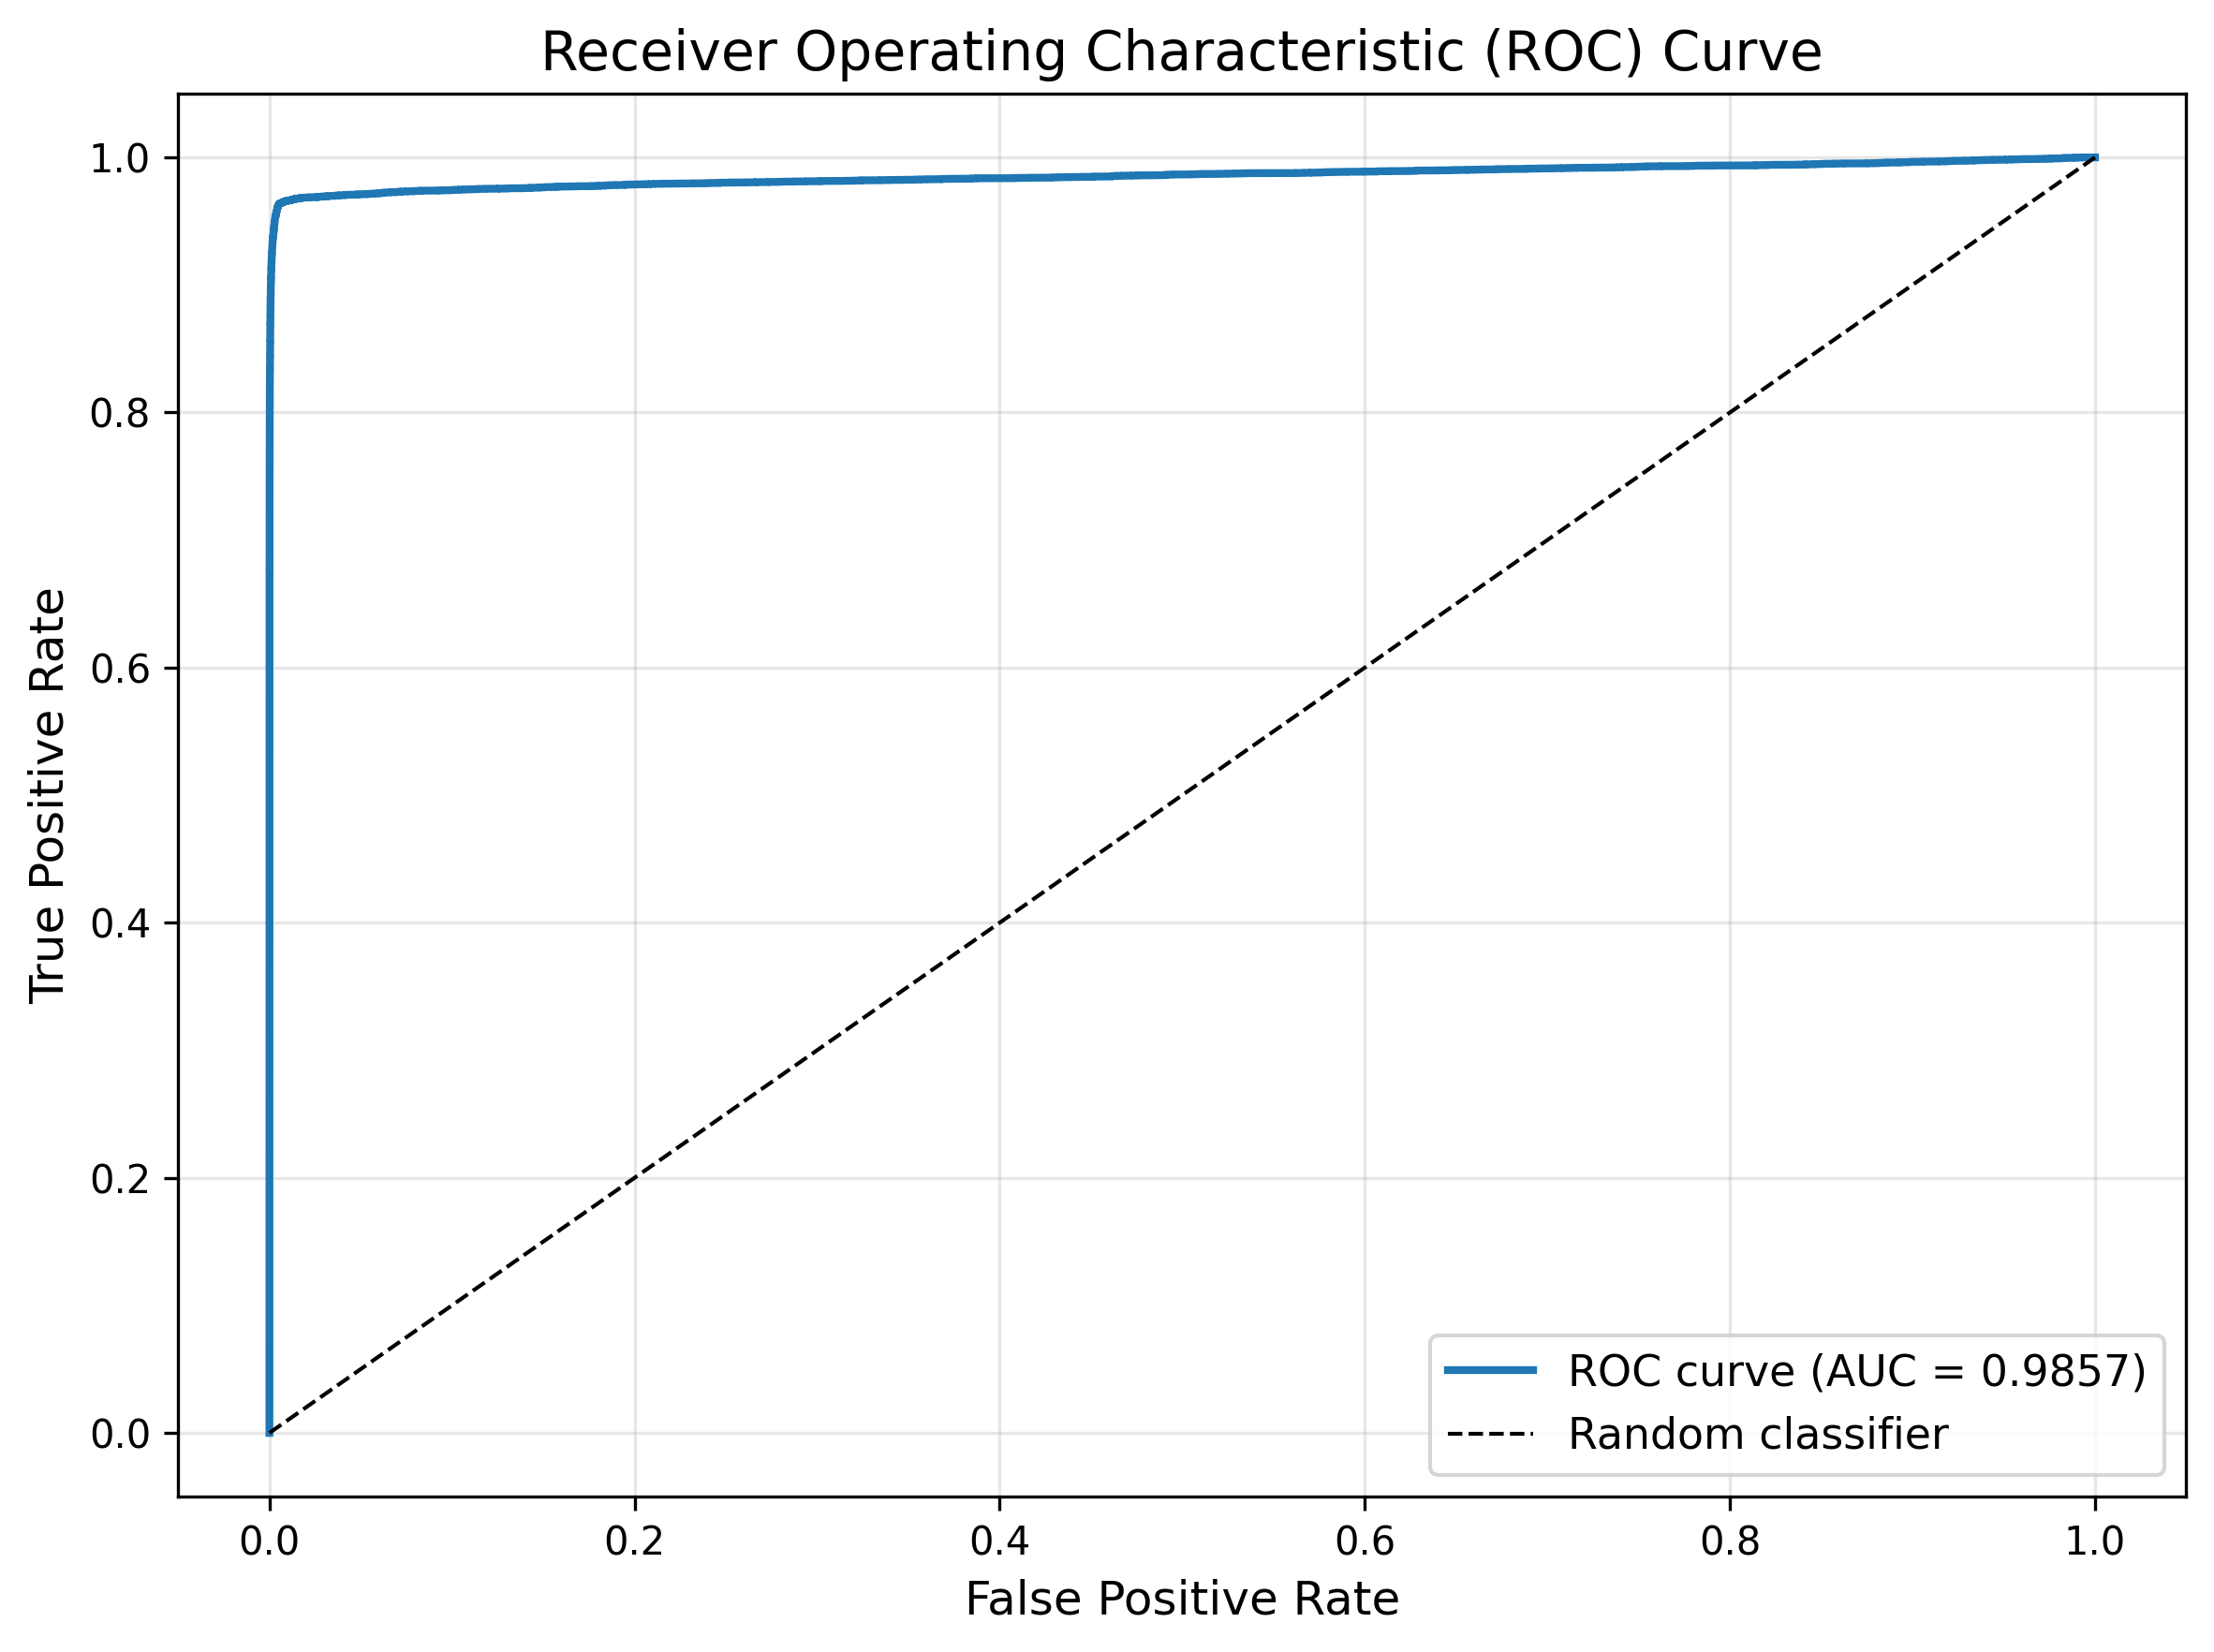 Receiver Operating Characteristic (ROC) Curve
True Positive Rate
1.0
0.8
0.6
0.4
0.2
0.0
ROC curve (AUC = 0.9857)
Random classifier
0.0 0.2 0.4 0.6 0.8 1.0
False Positive Rate